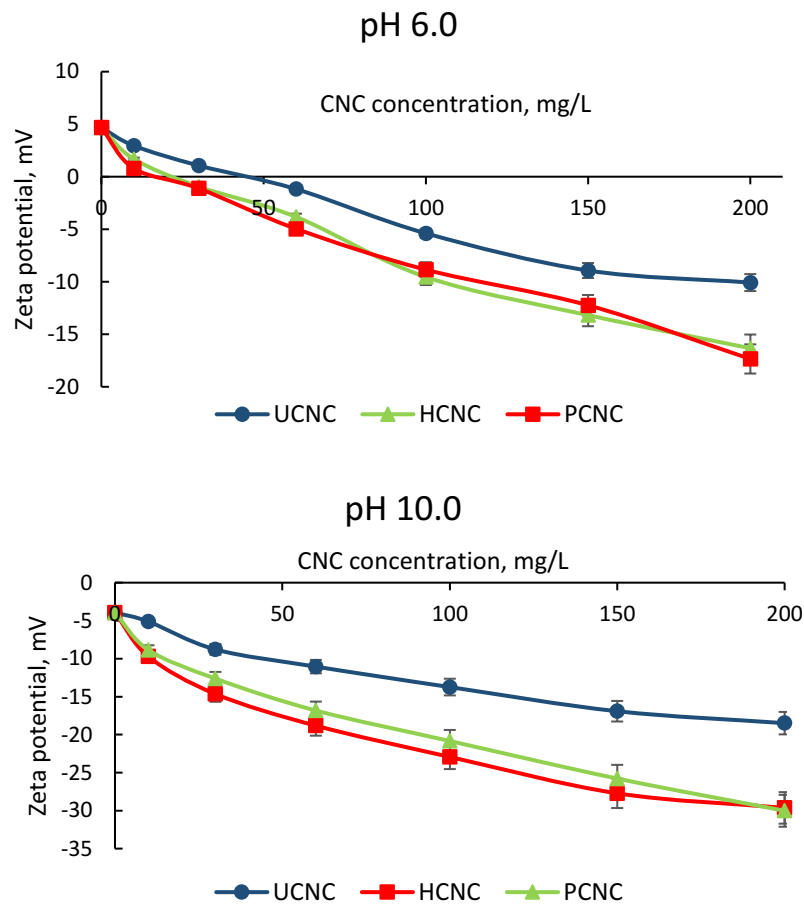 pH 6.0
CNC concentration, mg/L
Zeta potential, mV
10
5
0
-5
-10
-15
-20
0 50 100 150 200
UCNC HCNC PCNC
pH 10.0
CNC concentration, mg/L
Zeta potential, mV
0
-5
-10
-15
-20
-25
-30
-35
0 50 100 150 200
UCNC HCNC PCNC